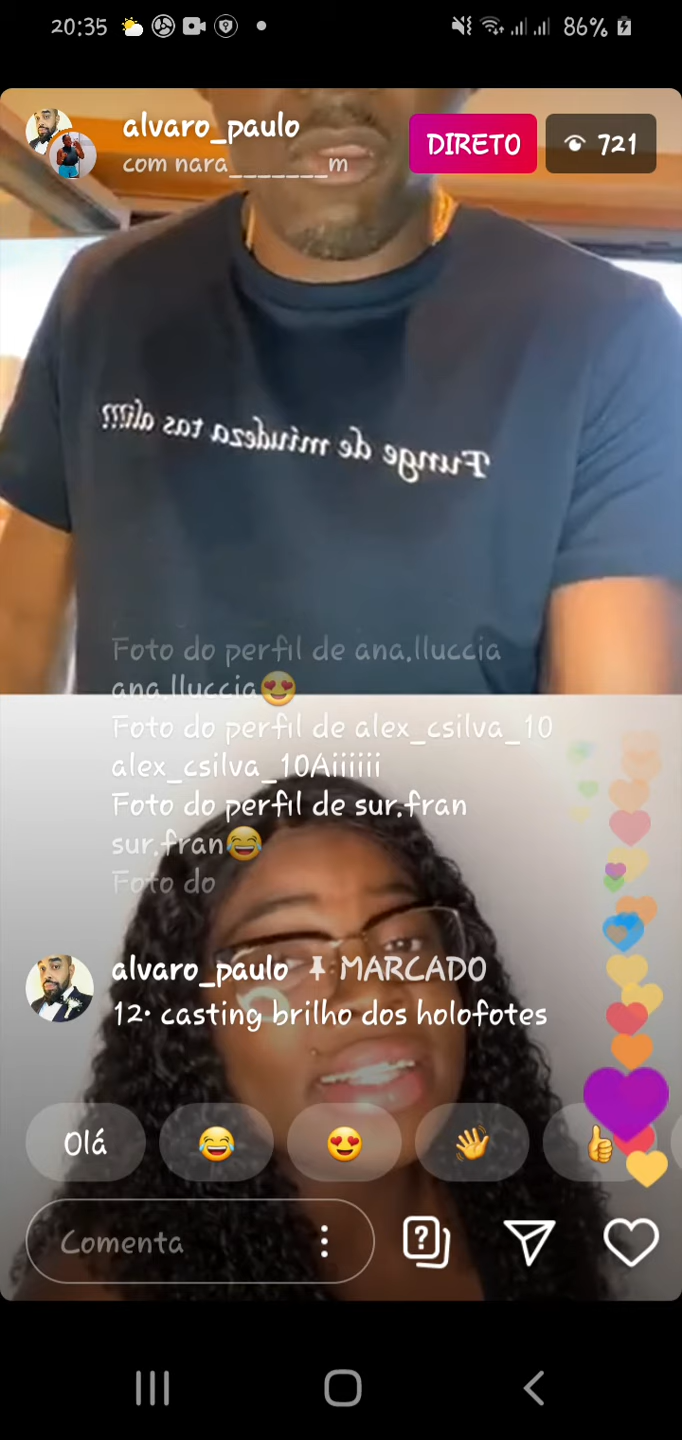 20:35
86%
alvaro_paulo
com nara_______m
DIRETO
721
Funge de miudeza tas alim???
Foto do perfil de ana.lluccia
ana.lluccia😍
Foto do perfil de alex_csilva_10
alex_csilva_10Aiiiiii
Foto do perfil de sur.fran
sur.fran😂
Foto do
alvaro_paulo MARCADO
12• casting brilho dos holofotes
Olá
Comenta